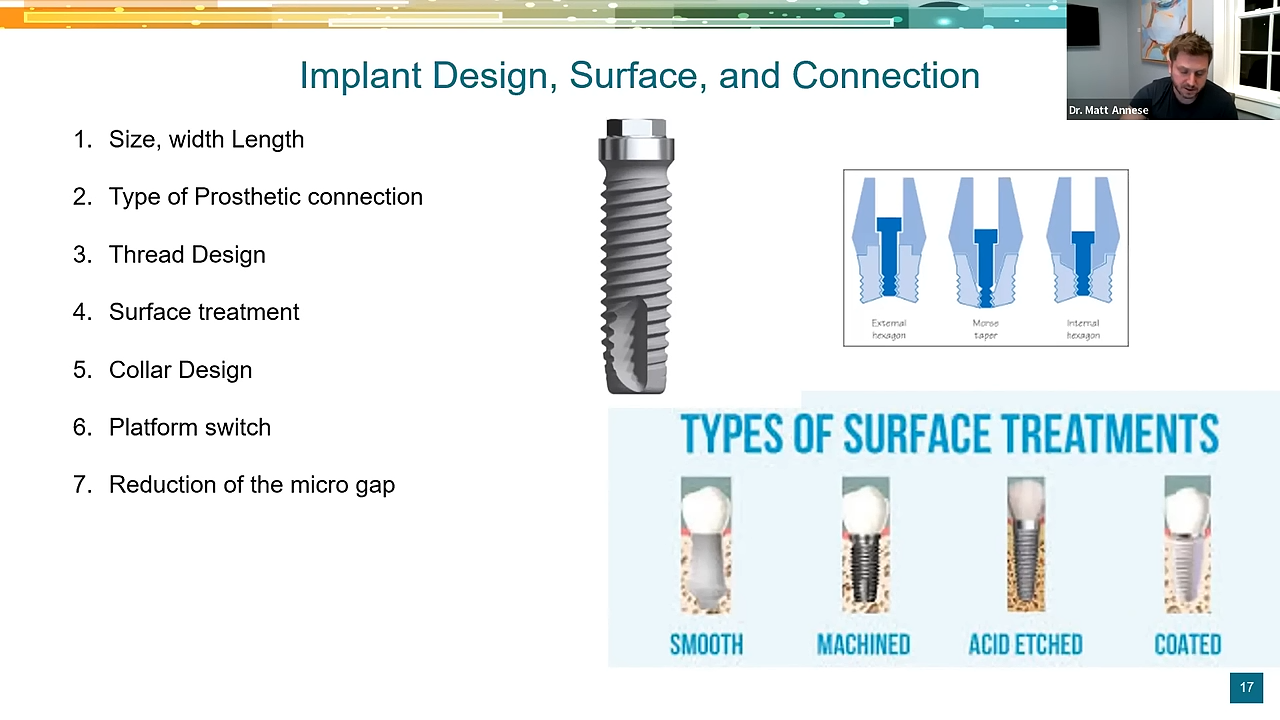 Implant Design, Surface, and Connection
Dr. Matt Annese
1. Size, width Length
2. Type of Prosthetic connection
3. Thread Design
4. Surface treatment
5. Collar Design
6. Platform switch
7. Reduction of the micro gap
External hexagon
Morse taper
Internal hexagon
TYPES OF SURFACE TREATMENTS
SMOOTH
MACHINED
ACID ETCHED
COATED
17